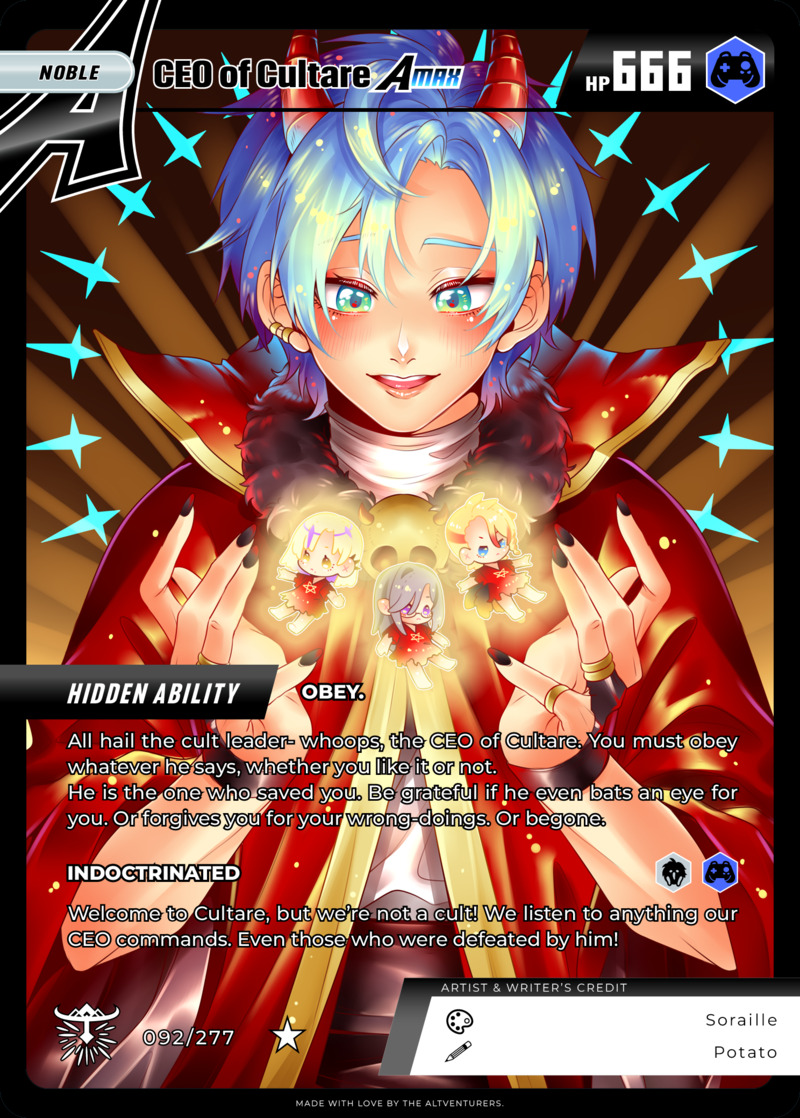 NOBLE
CEO of Cultare Amax
HP 666
HIDDEN ABILITY
OBEY.
All hail the cult leader- whoops, the CEO of Cultare. You must obey
whatever he says, whether you like it or not.
He is the one who saved you. Be grateful if he even bats an eye for
you. Or forgives you for your wrong-doings. Or begone.
INDOCTRINATED
Welcome to Cultare, but we're not a cult! We listen to anything our
CEO commands. Even those who were defeated by him!
ARTIST & WRITER'S CREDIT
Soraille
Potato
092/277
MADE WITH LOVE BY THE ALTVENTURERS.